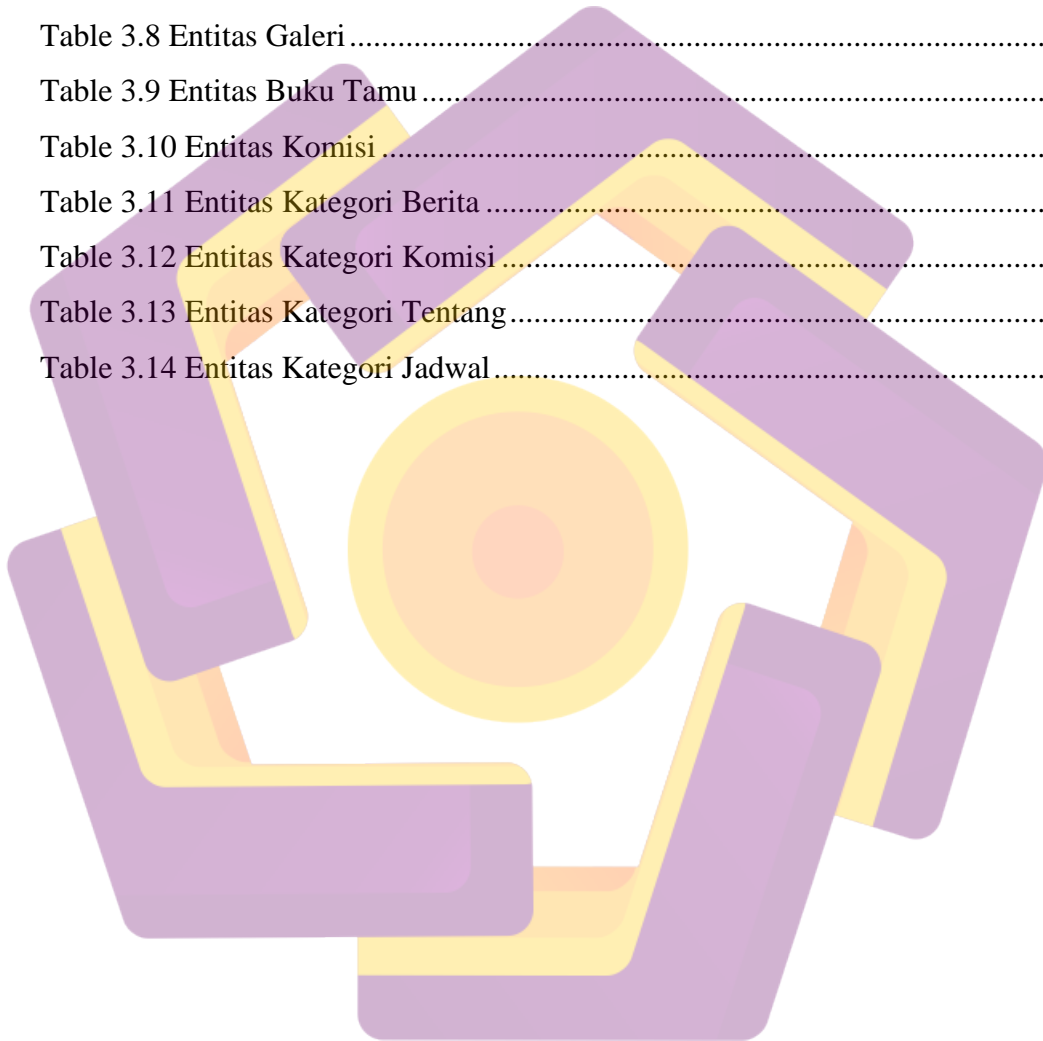 Table 3.8 Entitas Galeri................................................................................................
Table 3.9 Entitas Buku Tamu.......................................................................................
Table 3.10 Entitas Komisi............................................................................................
Table 3.11 Entitas Kategori Berita...............................................................................
Table 3.12 Entitas Kategori Komisi.............................................................................
Table 3.13 Entitas Kategori Tentang............................................................................
Table 3.14 Entitas Kategori Jadwal..............................................................................